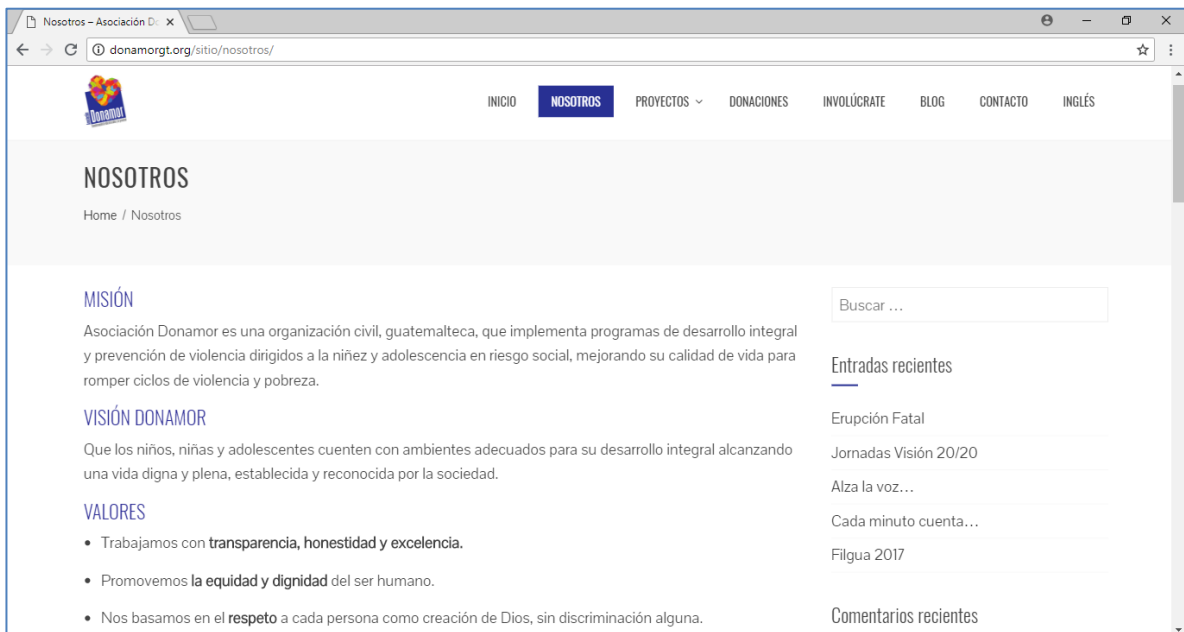 Nosotros – Asociación Do
donamorgt.org/sitio/nosotros/
Donamor
INICIO
NOSOTROS
PROYECTOS
DONACIONES
INVOLÚCRATE
BLOG
CONTACTO
INGLÉS
NOSOTROS
Home / Nosotros
MISIÓN
Asociación Donamor es una organización civil, guatemalteca, que implementa programas de desarrollo integral
y prevención de violencia dirigidos a la niñez y adolescencia en riesgo social, mejorando su calidad de vida para
romper ciclos de violencia y pobreza.
VISIÓN DONAMOR
Que los niños, niñas y adolescentes cuenten con ambientes adecuados para su desarrollo integral alcanzando
una vida digna y plena, establecida y reconocida por la sociedad.
VALORES
• Trabajamos con transparencia, honestidad y excelencia.
• Promovemos la equidad y dignidad del ser humano.
• Nos basamos en el respeto a cada persona como creación de Dios, sin discriminación alguna.
Buscar …
Entradas recientes
Erupción Fatal
Jornadas Visión 20/20
Alza la voz…
Cada minuto cuenta…
Filgua 2017
Comentarios recientes